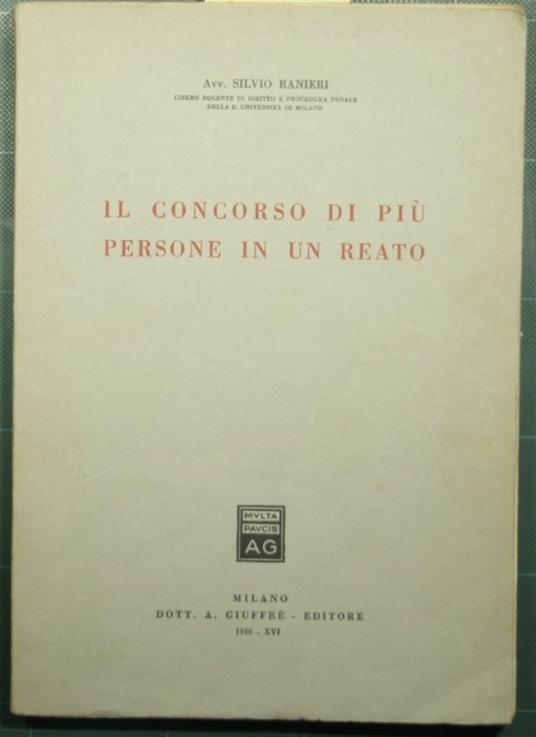 Avv. SILVIO RANIERI
LIBERO DOCENTE DI DIRITTO E PROCEDURA PENALE
DELLA R. UNIVERSITÀ DI MILANO
IL CONCORSO DI PIÙ
PERSONE IN UN REATO
MVLTA
PAVCIS
AG
MILANO
DOTT. A. GIUFFRÈ - EDITORE
1938 - XVI